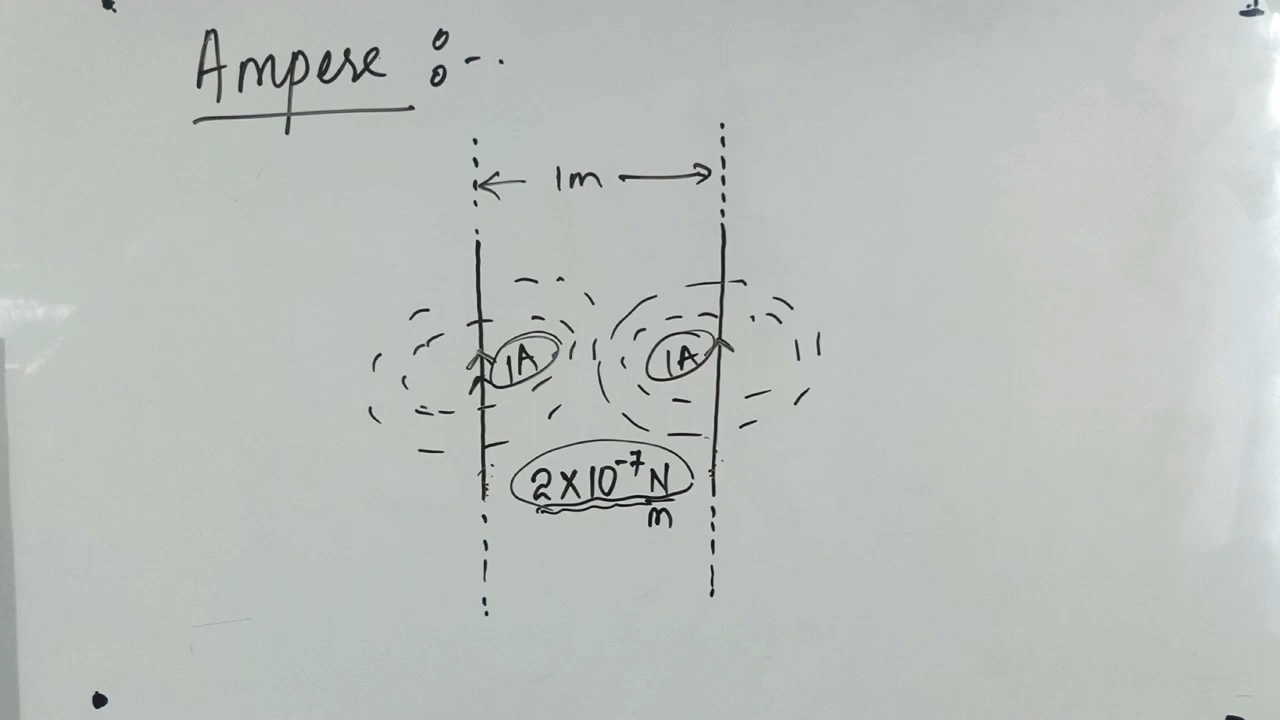 Ampere :-.
1m
1A 1A
2×10⁻⁷ N
m